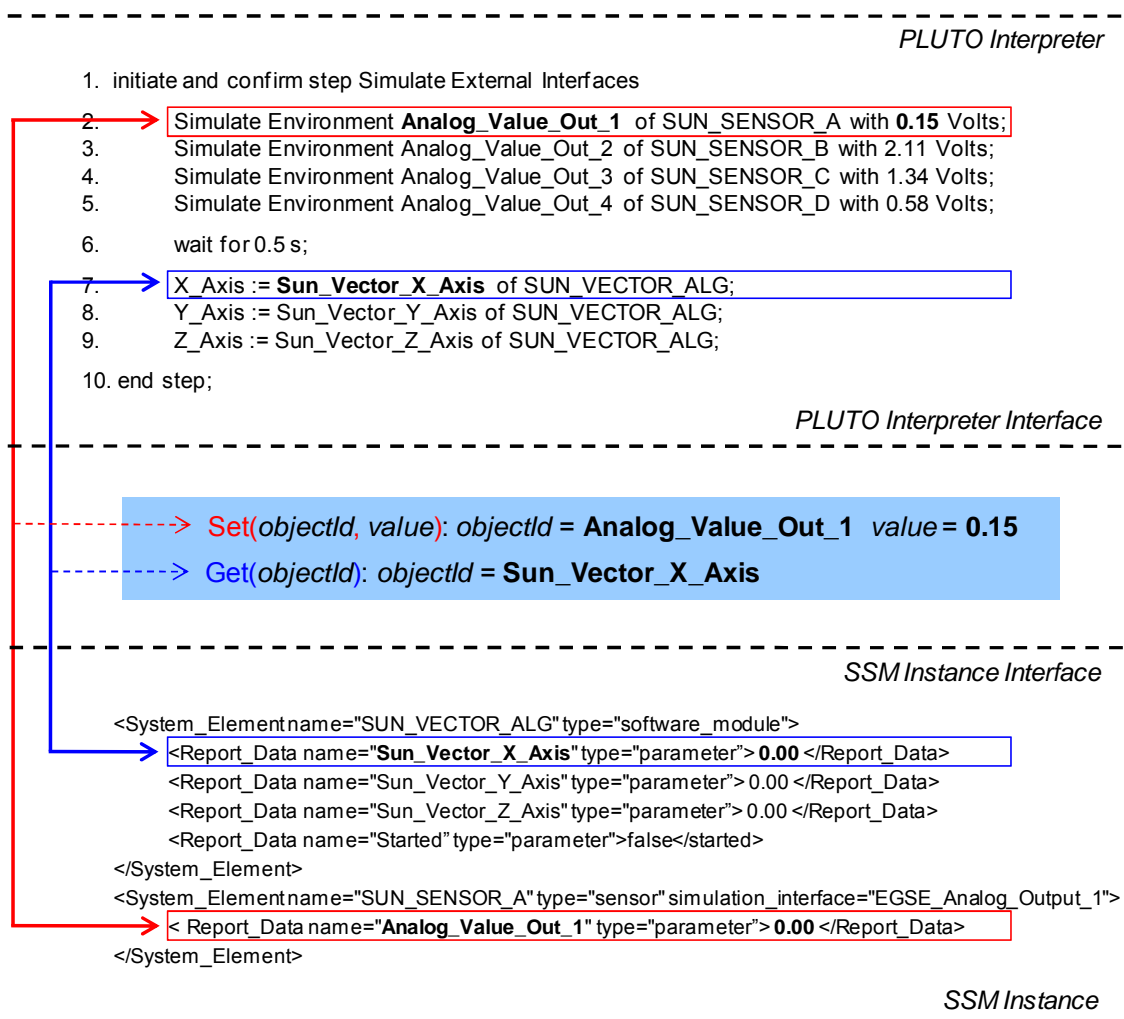 PLUTO Interpreter
1. initiate and confirm step Simulate External Interfaces
2. Simulate Environment Analog_Value_Out_1 of SUN_SENSOR_A with 0.15 Volts;
3. Simulate Environment Analog_Value_Out_2 of SUN_SENSOR_B with 2.11 Volts;
4. Simulate Environment Analog_Value_Out_3 of SUN_SENSOR_C with 1.34 Volts;
5. Simulate Environment Analog_Value_Out_4 of SUN_SENSOR_D with 0.58 Volts;
6. wait for 0.5 s;
7. X_Axis := Sun_Vector_X_Axis of SUN_VECTOR_ALG;
8. Y_Axis := Sun_Vector_Y_Axis of SUN_VECTOR_ALG;
9. Z_Axis := Sun_Vector_Z_Axis of SUN_VECTOR_ALG;
10. end step;
PLUTO Interpreter Interface
Set(objectId, value): objectId = Analog_Value_Out_1 value = 0.15
Get(objectId): objectId = Sun_Vector_X_Axis
SSM Instance Interface
<System_Element name="SUN_VECTOR_ALG" type="software_module">
<Report_Data name="Sun_Vector_X_Axis" type="parameter”> 0.00 </Report_Data>
<Report_Data name="Sun_Vector_Y_Axis" type="parameter”> 0.00 </Report_Data>
<Report_Data name="Sun_Vector_Z_Axis" type="parameter”> 0.00 </Report_Data>
<Report_Data name="Started” type="parameter">false</started>
</System_Element>
<System_Element name="SUN_SENSOR_A" type="sensor" simulation_interface="EGSE_Analog_Output_1">
< Report_Data name="Analog_Value_Out_1" type="parameter”> 0.00 </Report_Data>
</System_Element>
SSM Instance